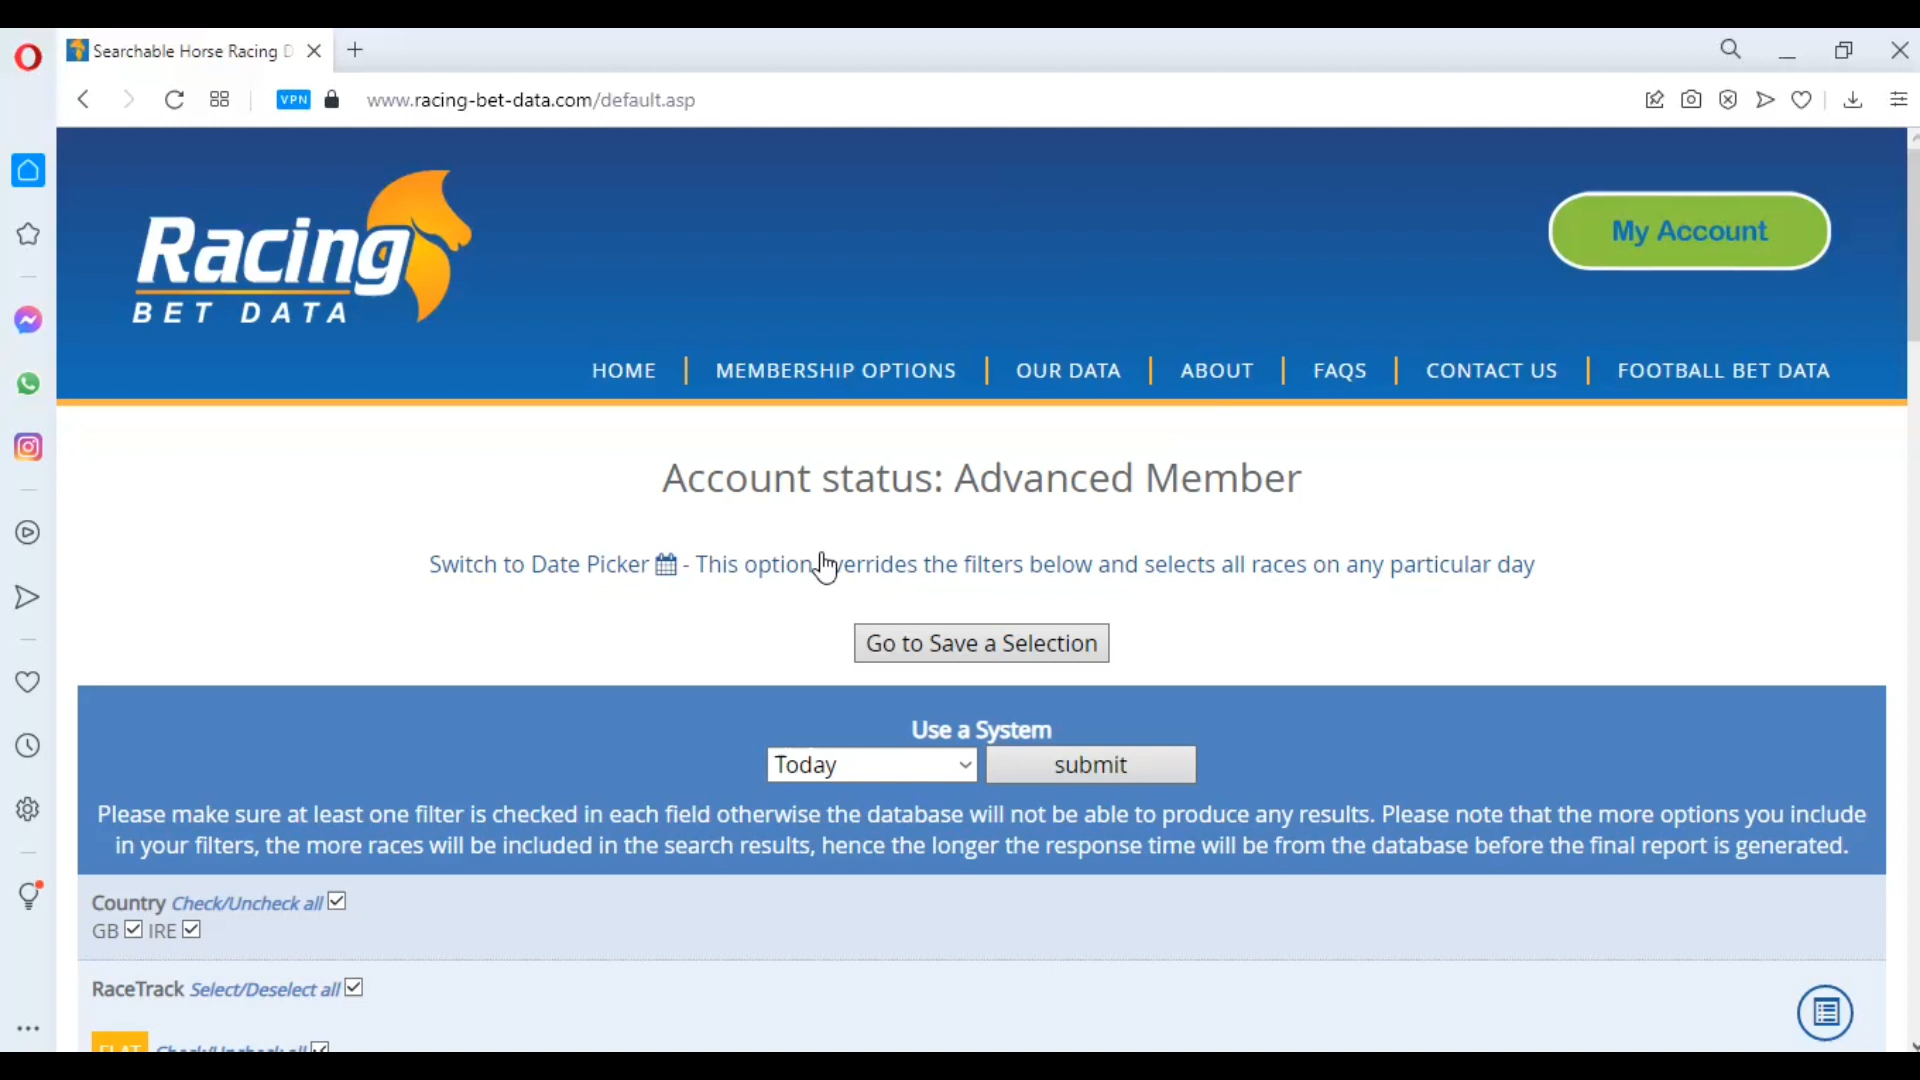 Searchable Horse Racing D
VPN
www.racing-bet-data.com/default.asp
Racing
BET DATA
My Account
HOME
MEMBERSHIP OPTIONS
OUR DATA
ABOUT
FAQS
CONTACT US
FOOTBALL BET DATA
Account status: Advanced Member
Switch to Date Picker - This option overrides the filters below and selects all races on any particular day
Go to Save a Selection
Use a System
Today
submit
Please make sure at least one filter is checked in each field otherwise the database will not be able to produce any results. Please note that the more options you include
in your filters, the more races will be included in the search results, hence the longer the response time will be from the database before the final report is generated.
Country Check/Uncheck all
GB IRE
RaceTrack Select/Deselect all
FLAT Check/Uncheck all